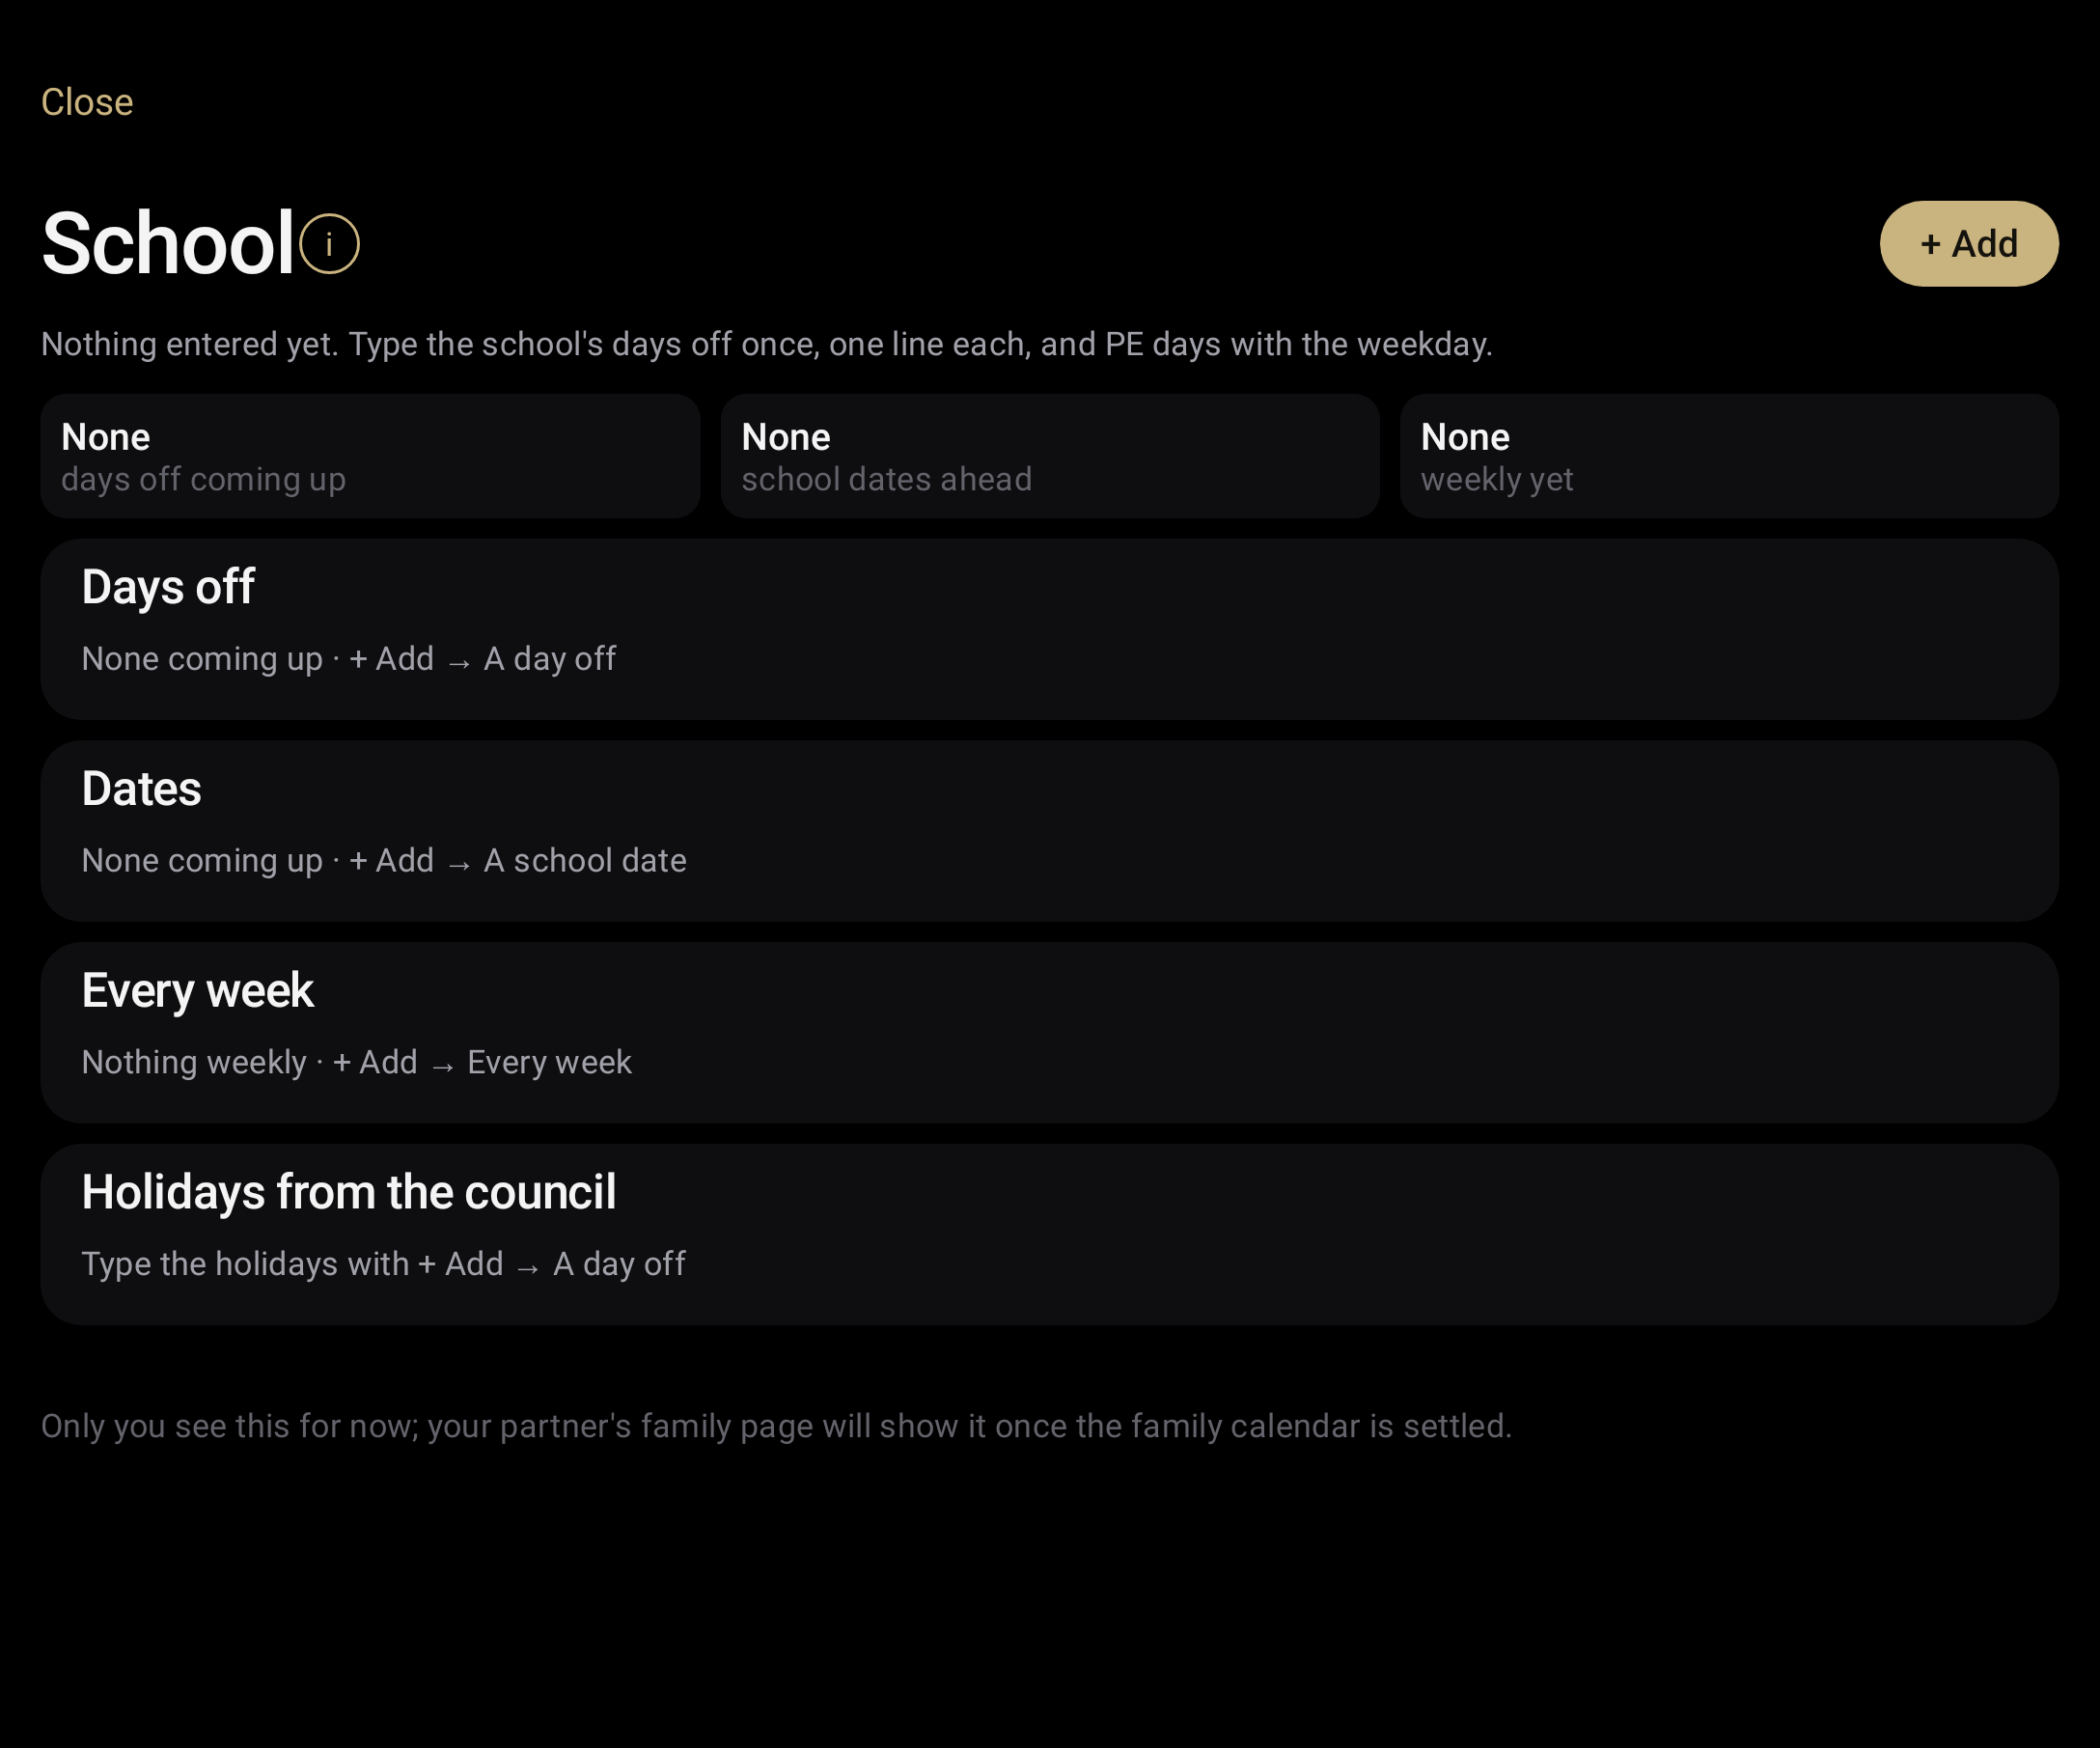 Close
School i
+ Add
Nothing entered yet. Type the school's days off once, one line each, and PE days with the weekday.
None
days off coming up
None
school dates ahead
None
weekly yet
Days off
None coming up · + Add → A day off
Dates
None coming up · + Add → A school date
Every week
Nothing weekly · + Add → Every week
Holidays from the council
Type the holidays with + Add → A day off
Only you see this for now; your partner's family page will show it once the family calendar is settled.